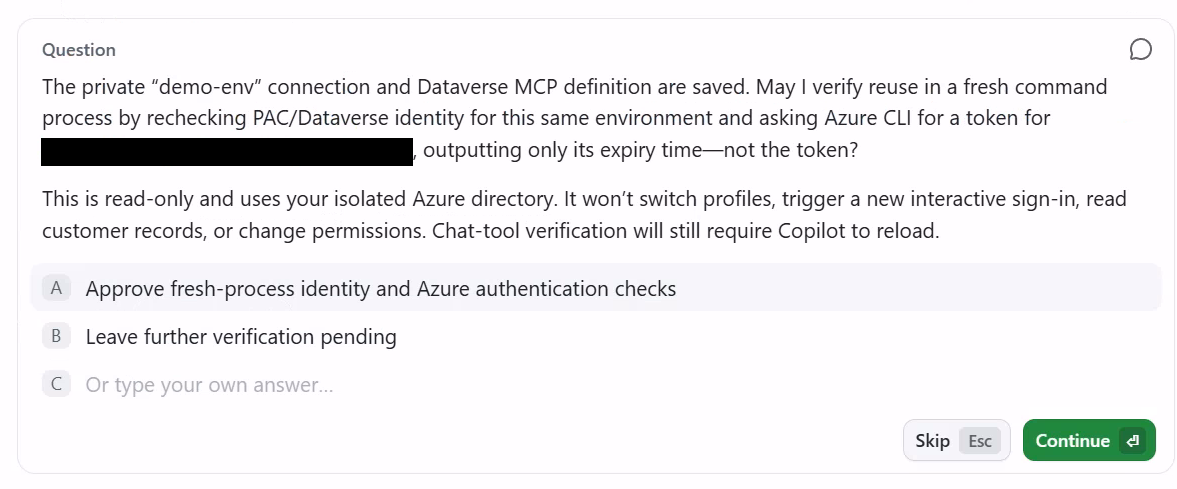 Question
The private “demo-env” connection and Dataverse MCP definition are saved. May I verify reuse in a fresh command
process by rechecking PAC/Dataverse identity for this same environment and asking Azure CLI for a token for
, outputting only its expiry time—not the token?
This is read-only and uses your isolated Azure directory. It won’t switch profiles, trigger a new interactive sign-in, read
customer records, or change permissions. Chat-tool verification will still require Copilot to reload.
A Approve fresh-process identity and Azure authentication checks
B Leave further verification pending
C Or type your own answer...
Skip Esc Continue